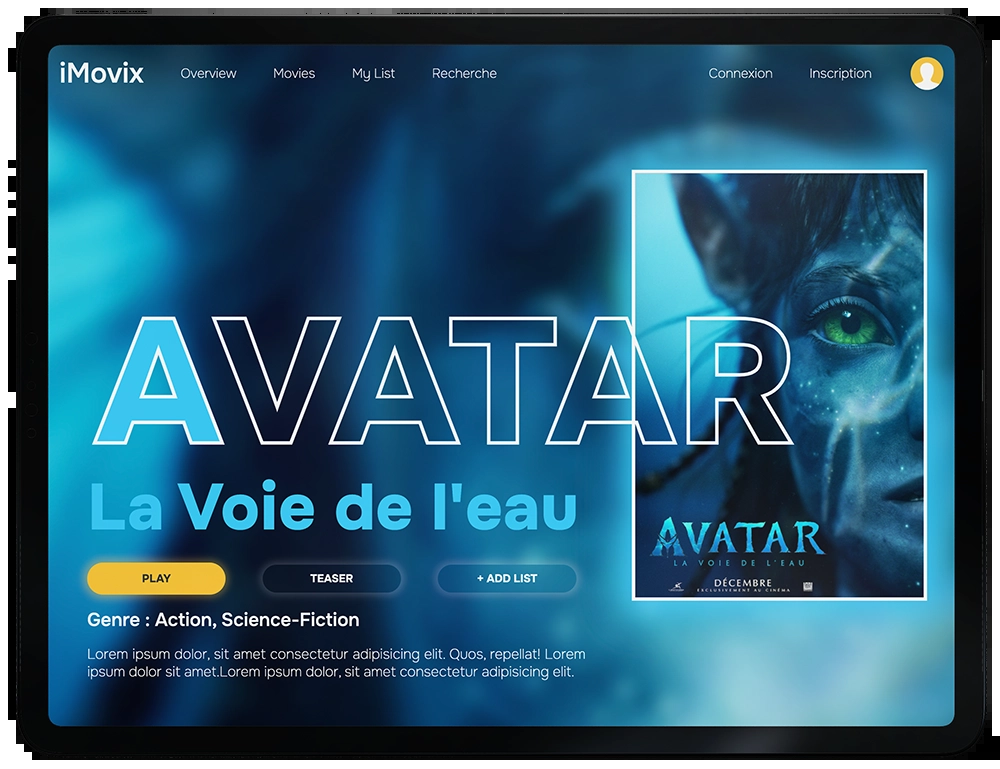 iMovix Overview Movies My List Recherche Connexion Inscription
AVATAR
La Voie de l'eau
PLAY TEASER + ADD LIST
Genre : Action, Science-Fiction
Lorem ipsum dolor, sit amet consectetur adipisicing elit. Quos, repellat! Lorem
ipsum dolor sit amet.Lorem ipsum dolor, sit amet consectetur adipisicing elit.
AVATAR
LA VOIE DE L'EAU
DÉCEMBRE
EXCLUSIVEMENT AU CINÉMA